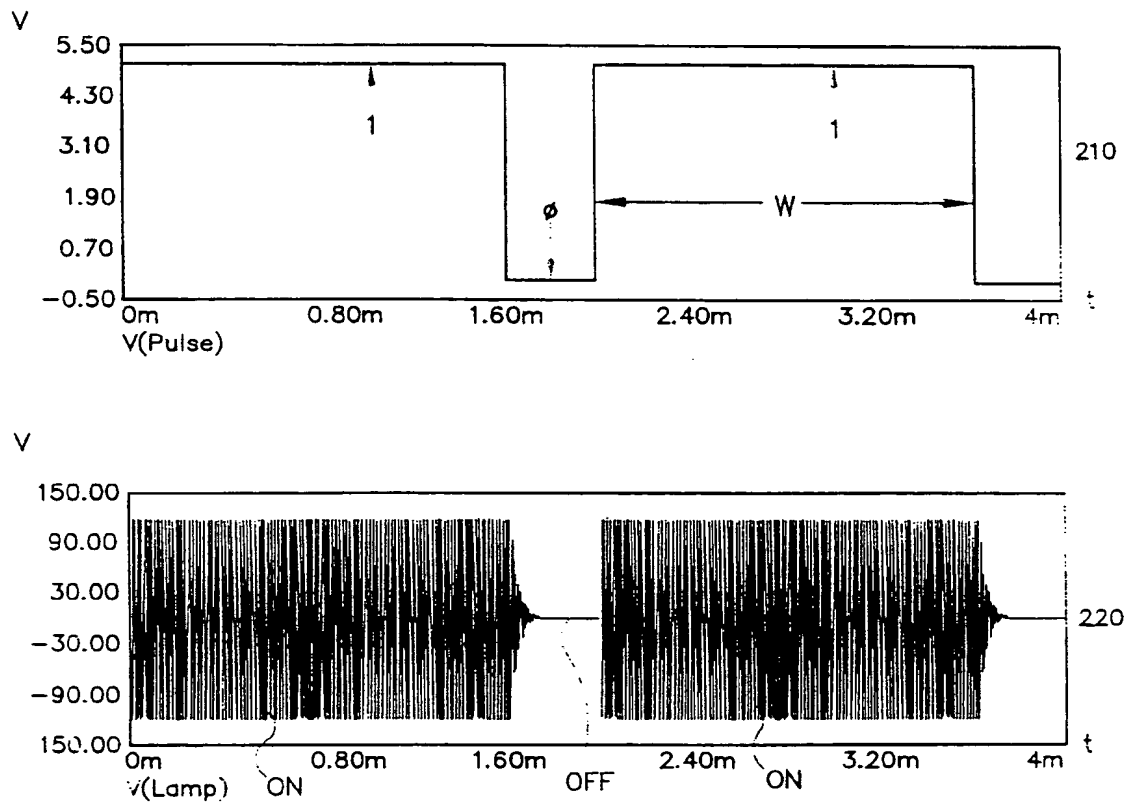 V
5.50
4.30
3.10
1.90
0.70
-0.50
1
1
ø
W
210
0m 0.80m 1.60m 2.40m 3.20m 4m t
V(Pulse)
V
150.00
90.00
30.00
-30.00
-90.00
150.00
220
0m 0.80m 1.60m 2.40m 3.20m 4m t
V(Lamp) ON OFF ON